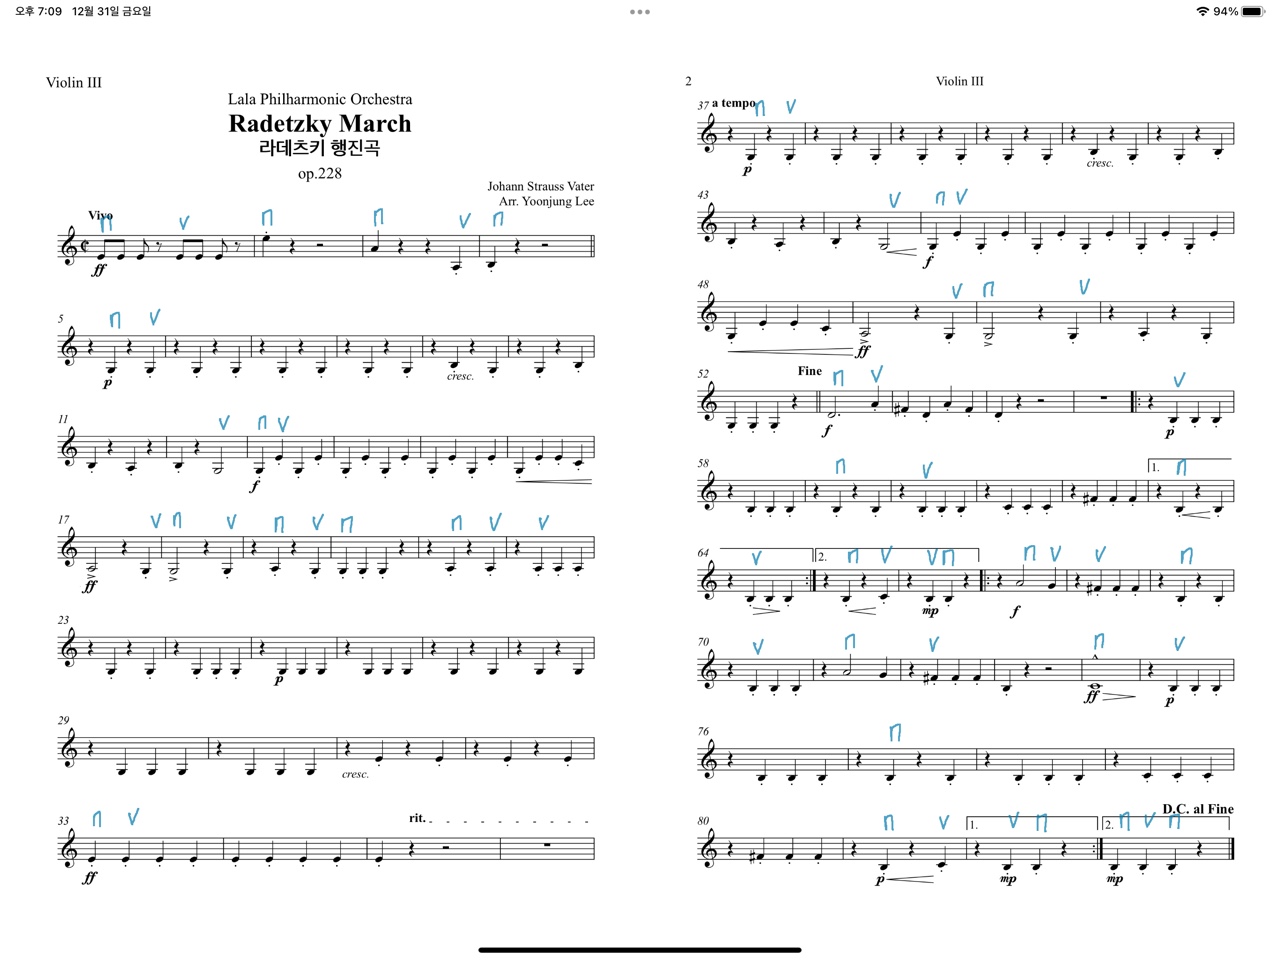 오후 7:09 12월 31일 금요일
94%
Violin III
Lala Philharmonic Orchestra
Radetzky March
라데츠키 행진곡
op.228
Johann Strauss Vater
Arr. Yoonjung Lee
Vivo
ff
5
p
cresc.
11
f
17
ff
23
p
29
cresc.
33
rit.
ff
2
Violin III
37 a tempo
p
cresc.
43
f
48
ff
52
Fine
f
p
58
1.
64
2.
mp
f
70
ff
p
76
D.C. al Fine
80
1.
2.
p
mp
mp